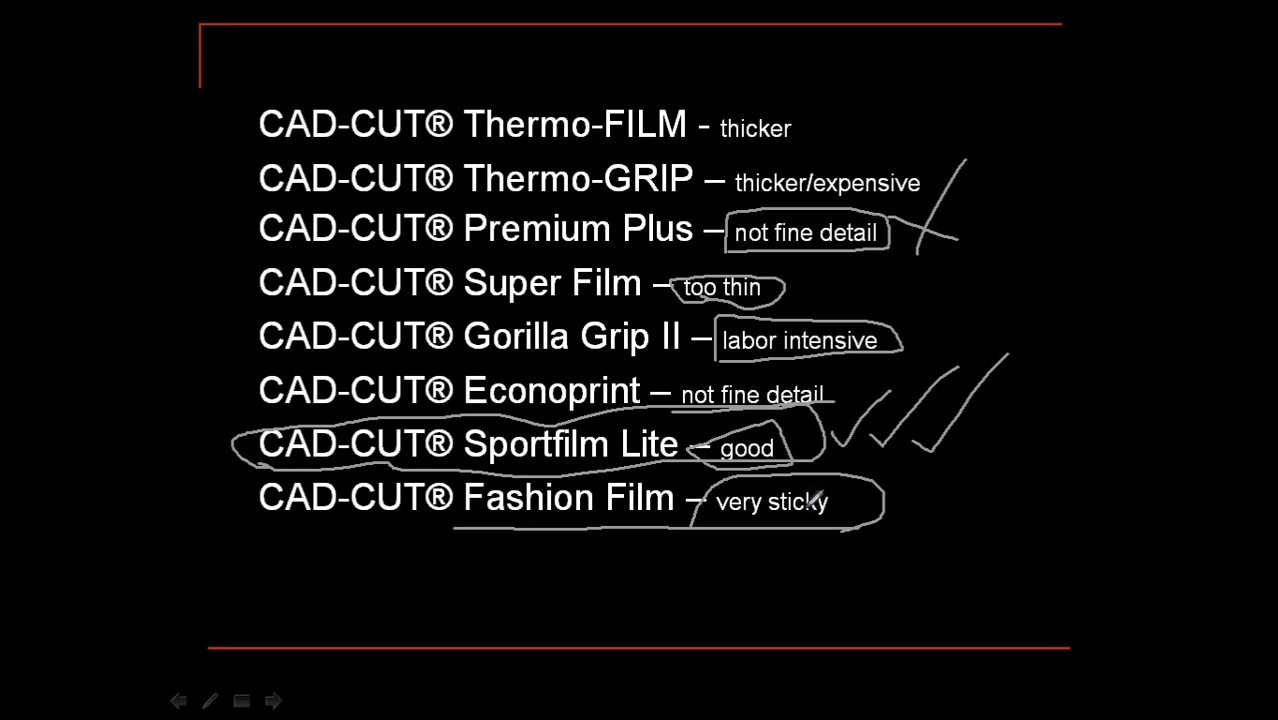 CAD-CUT® Thermo-FILM - thicker
CAD-CUT® Thermo-GRIP – thicker/expensive
CAD-CUT® Premium Plus – not fine detail
CAD-CUT® Super Film – too thin
CAD-CUT® Gorilla Grip II – labor intensive
CAD-CUT® Econoprint – not fine detail
CAD-CUT® Sportfilm Lite – good
CAD-CUT® Fashion Film – very sticky